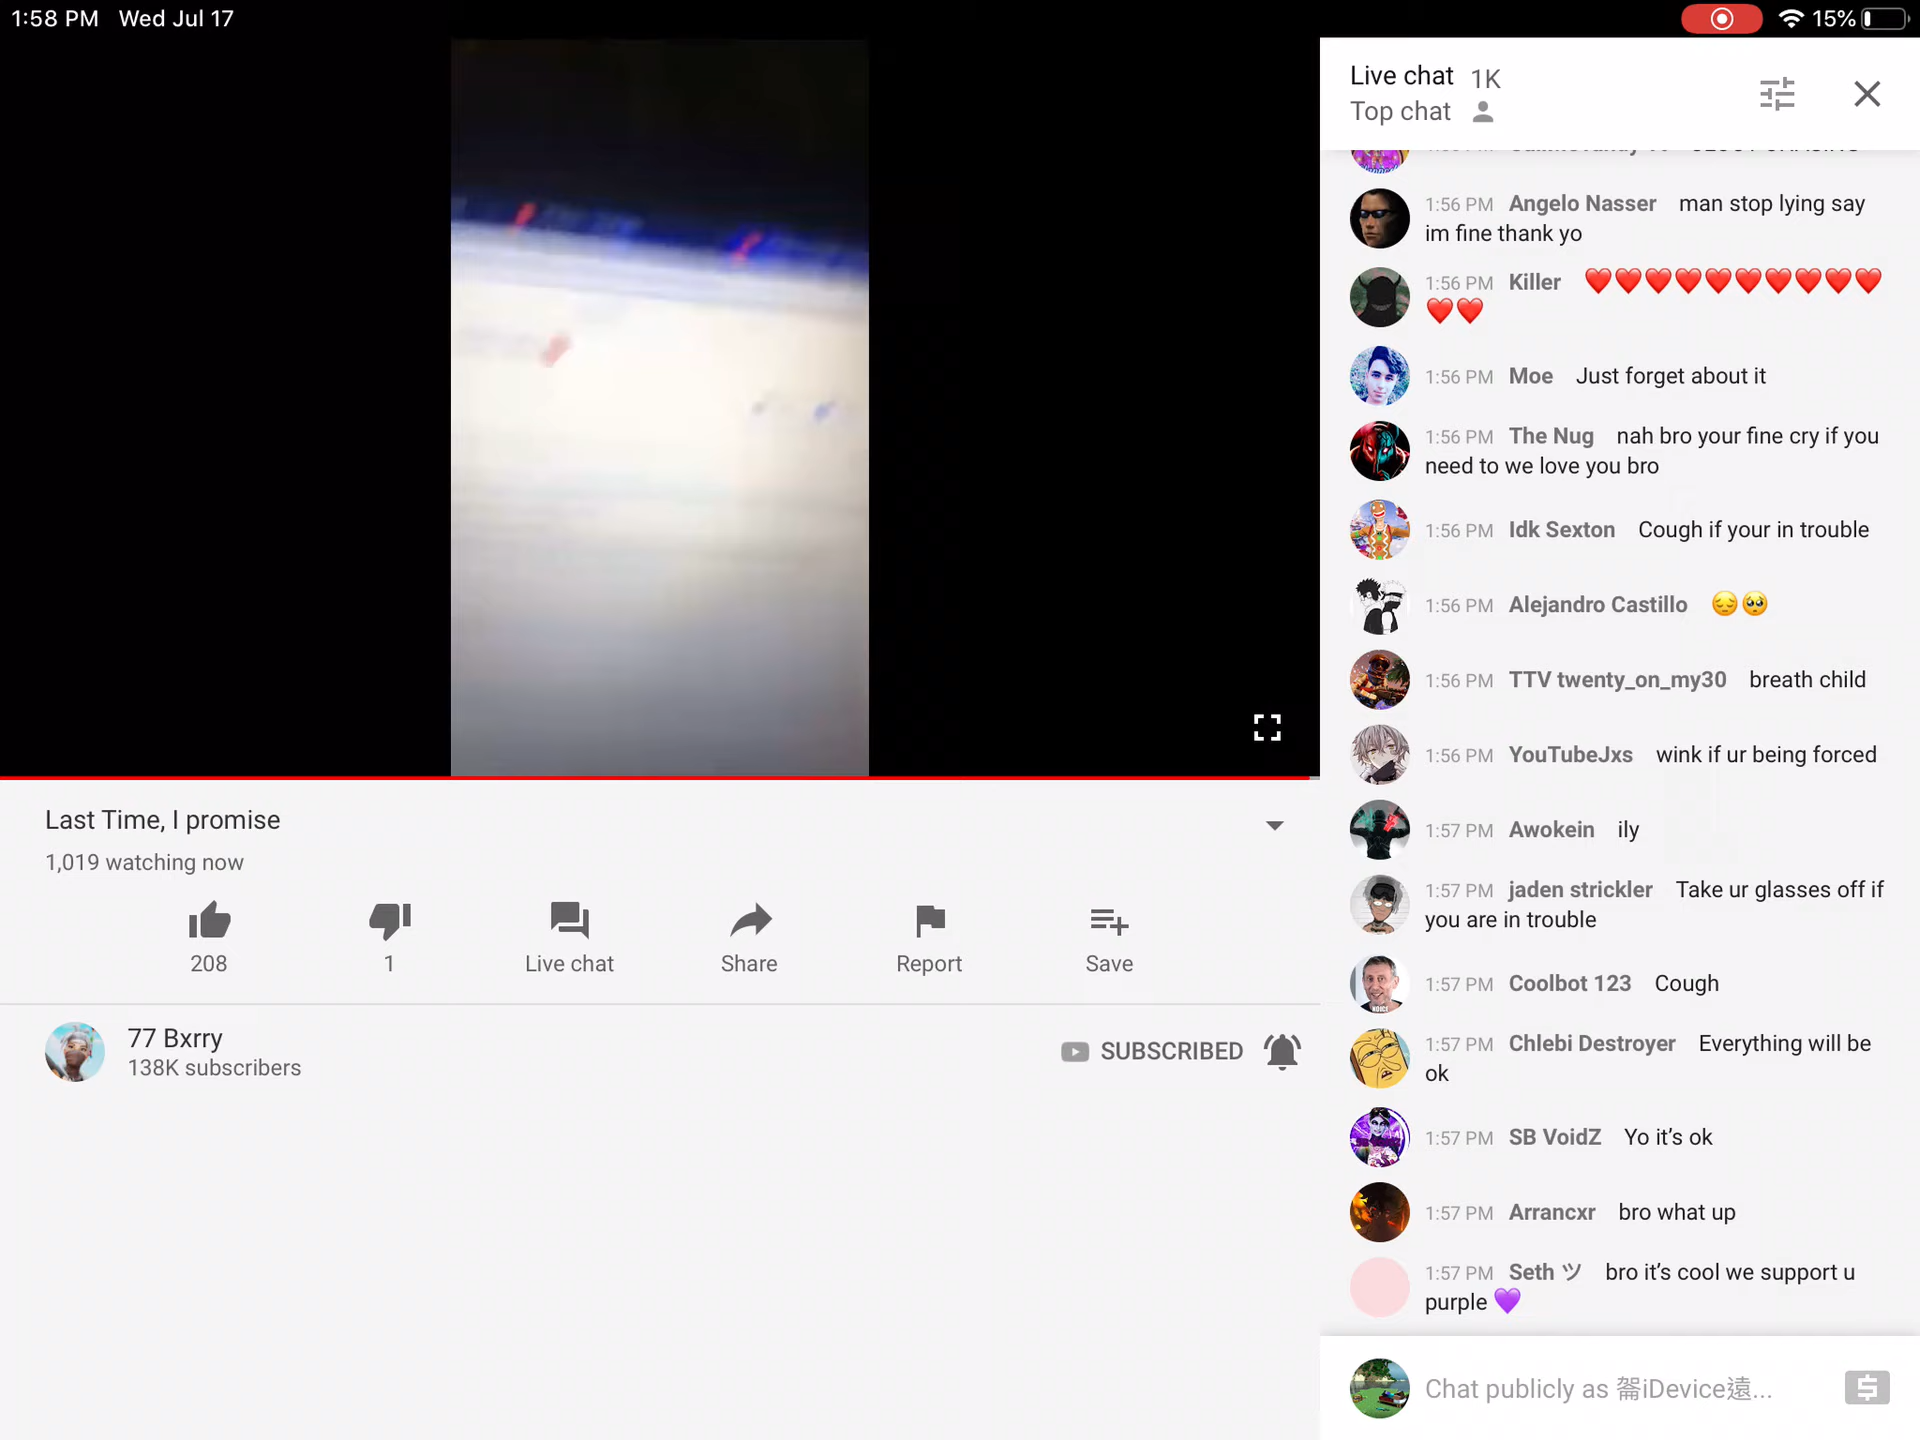 1:58 PM Wed Jul 17
15%
Live chat 1K
Top chat
1:56 PM Angelo Nasser man stop lying say
im fine thank yo
1:56 PM Killer ❤️❤️❤️❤️❤️❤️❤️❤️❤️❤️
❤️❤️
1:56 PM Moe Just forget about it
1:56 PM The Nug nah bro your fine cry if you
need to we love you bro
1:56 PM Idk Sexton Cough if your in trouble
1:56 PM Alejandro Castillo 😔🥺
1:56 PM TTV twenty_on_my30 breath child
1:56 PM YouTubeJxs wink if ur being forced
1:57 PM Awokein ily
1:57 PM jaden strickler Take ur glasses off if
you are in trouble
1:57 PM Coolbot 123 Cough
1:57 PM Chlebi Destroyer Everything will be
ok
1:57 PM SB VoidZ Yo it’s ok
1:57 PM Arrancxr bro what up
1:57 PM Seth ツ bro it’s cool we support u
purple 💜
Chat publicly as 㠛iDevice遠...
Last Time, I promise
1,019 watching now
208
1
Live chat
Share
Report
Save
77 Bxrry
138K subscribers
SUBSCRIBED